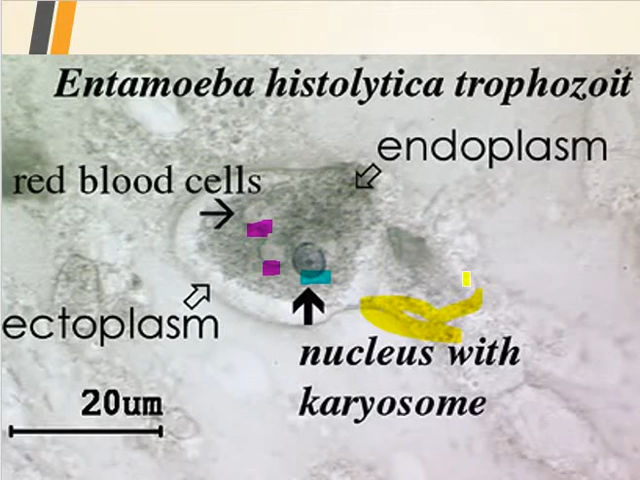 Entamoeba histolytica trophozoit
endoplasm
red blood cells
ectoplasm
nucleus with
karyosome
20um